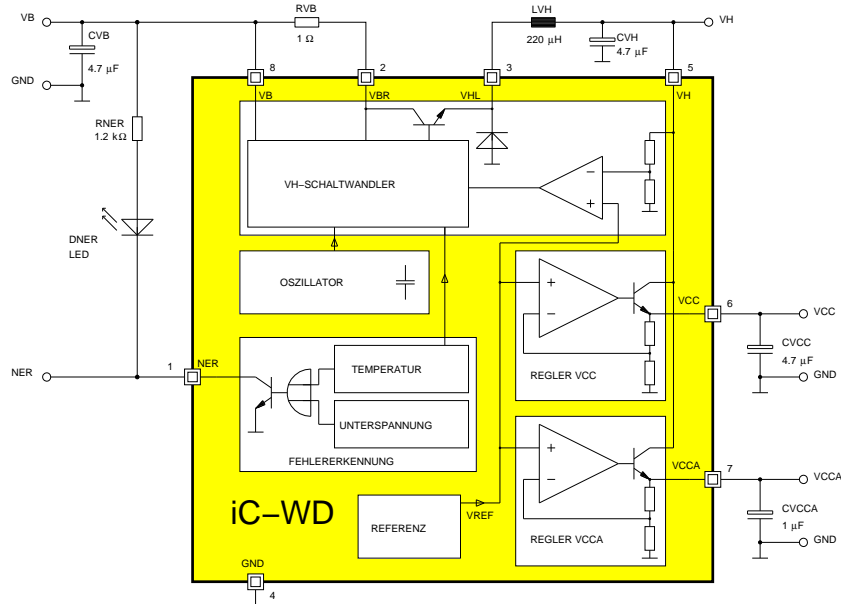 RVB
1 Ω
LVH
220 µH
VB
CVB
4.7 µF
GND
CVH
4.7 µF
VH
8
2
3
5
VB
VBR
VHL
VH
RNER
1.2 kΩ
VH−SCHALTWANDLER
−
+
DNER
LED
OSZILLATOR
+
−
REGLER VCC
VCC
6
VCC
CVCC
4.7 µF
GND
NER
1
NER
TEMPERATUR
UNTERSPANNUNG
FEHLERERKENNUNG
+
−
REGLER VCCA
VCCA
7
VCCA
CVCCA
1 µF
GND
iC−WD
REFERENZ
VREF
GND
4